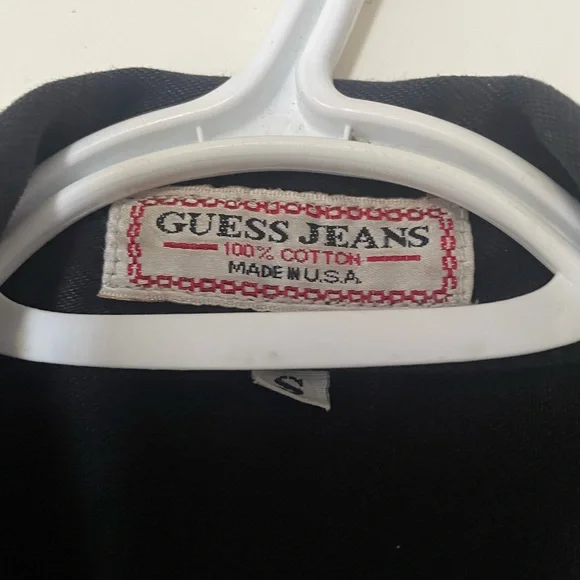 GUESS JEANS
100% COTTON
MADE IN U.S.A.
S